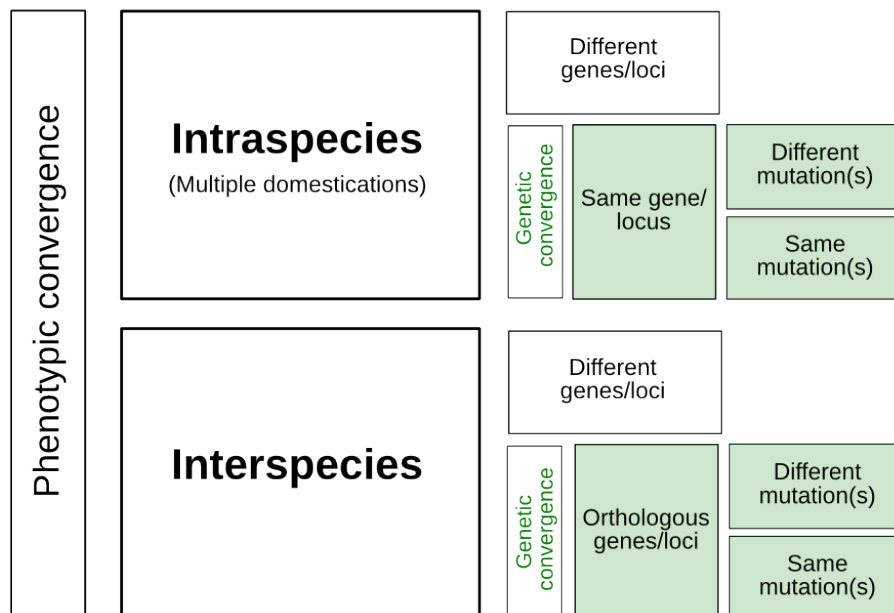 Phenotypic convergence
Intraspecies
(Multiple domestications)
Different
genes/loci
Genetic
convergence
Same gene/
locus
Different
mutation(s)
Same
mutation(s)
Interspecies
Different
genes/loci
Genetic
convergence
Orthologous
genes/loci
Different
mutation(s)
Same
mutation(s)